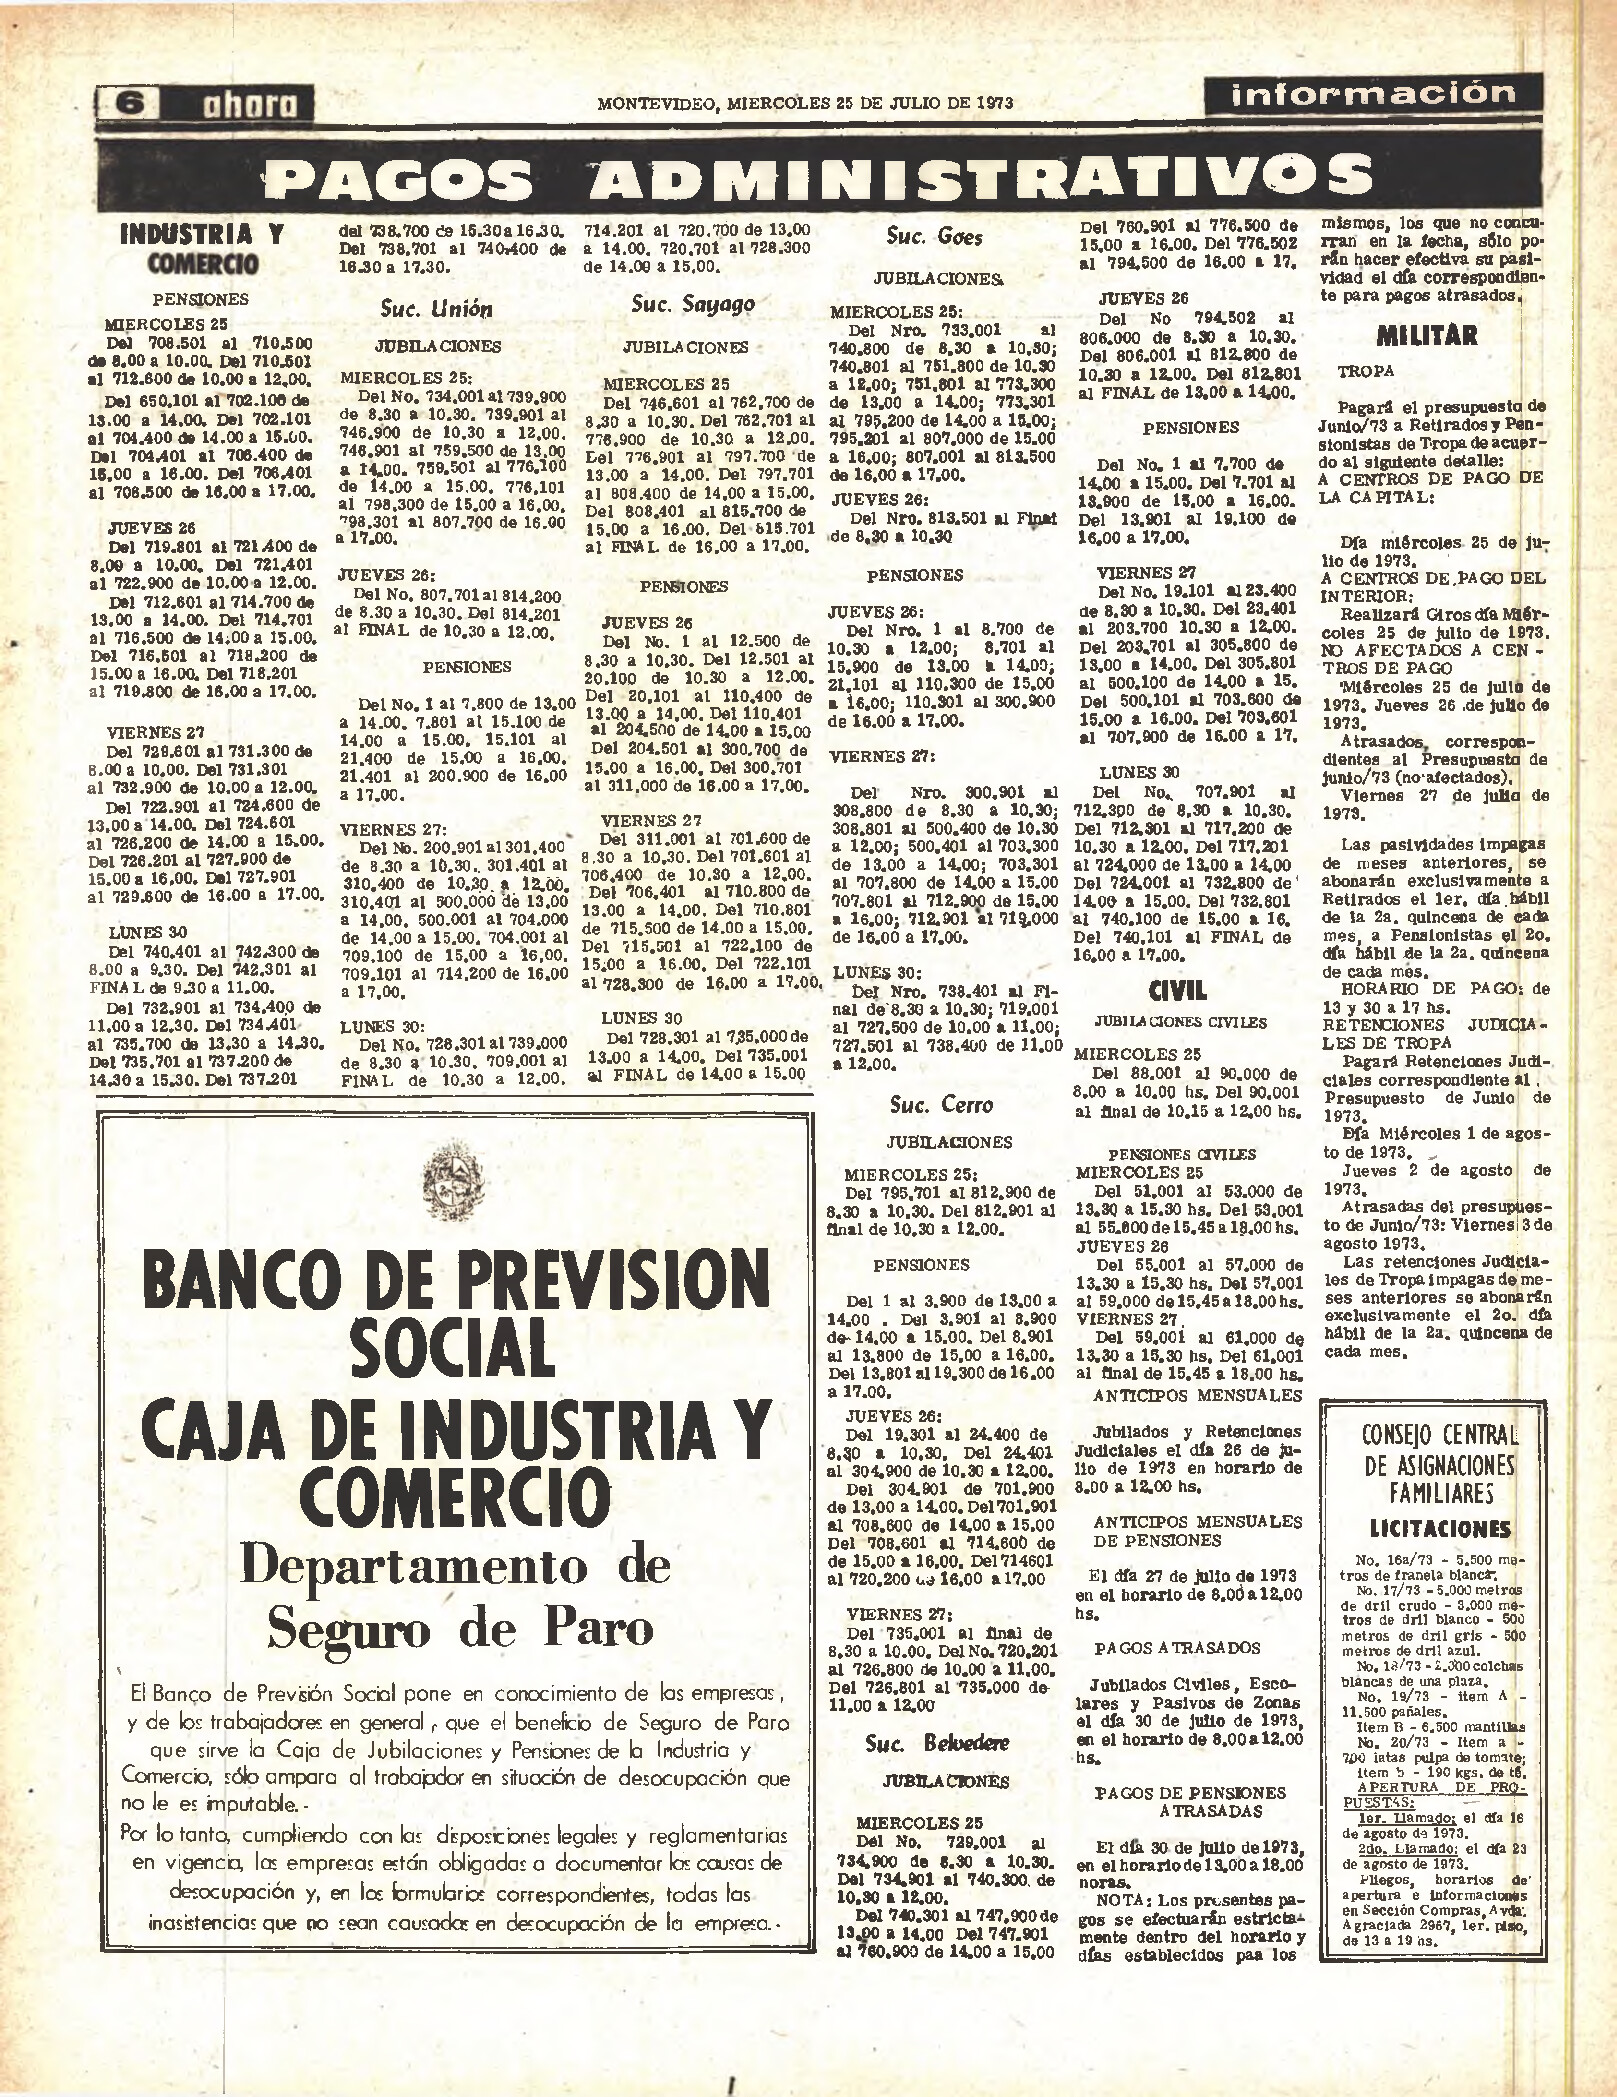 6 ahora
MONTEVIDEO, MIERCOLES 25 DE JULIO DE 1973
información
PAGOS ADMINISTRATIVOS
INDUSTRIA Y
COMERCIO
PENSIONES
MIERCOLES 25
Del 708.501 al 710.500
de 8.00 a 10.00. Del 710.501
al 712.600 de 10.00 a 12.00.
Del 650.101 al 702.100 de
13.00 a 14.00. Del 702.101
al 704.400 de 14.00 a 15.00.
Del 704.401 al 706.400 de
15.00 a 16.00. Del 706.401
al 708.500 de 16.00 a 17.00.
JUEVES 26
Del 719.801 al 721.400 de
8.00 a 10.00. Del 721.401
al 722.900 de 10.00 a 12.00.
Del 712.601 al 714.700 de
13.00 a 14.00. Del 714.701
al 716.500 de 14.00 a 15.00.
Del 716.501 al 718.200 de
15.00 a 16.00. Del 718.201
al 719.800 de 16.00 a 17.00.
VIERNES 27
Del 728.601 al 731.300 de
8.00 a 10.00. Del 731.301
al 732.900 de 10.00 a 12.00.
Del 722.901 al 724.600 de
13.00 a 14.00. Del 724.601
al 726.200 de 14.00 a 15.00.
Del 726.201 al 727.900 de
15.00 a 16.00. Del 727.901
al 729.600 de 16.00 a 17.00.
LUNES 30
Del 740.401 al 742.300 de
8.00 a 9.30. Del 742.301 al
FINAL de 9.30 a 11.00.
Del 732.901 al 734.400 de
11.00 a 12.30. Del 734.401
al 735.700 de 13.30 a 14.30.
Del 735.701 al 737.200 de
14.30 a 15.30. Del 737.201
del 738.700 de 15.30 a 16.30.
Del 738.701 al 740.400 de
16.30 a 17.30.
Suc. Unión
JUBILACIONES
MIERCOLES 25:
Del No. 734.001 al 739.900
de 8.30 a 10.30. 739.901 al
746.900 de 10.30 a 12.00.
746.901 al 759.500 de 13.00
a 14.00. 759.501 al 776.100
de 14.00 a 15.00. 776.101
al 798.300 de 15.00 a 16.00.
798.301 al 807.700 de 16.00
a 17.00.
JUEVES 26:
Del No. 807.701 al 814.200
de 8.30 a 10.30. Del 814.201
al FINAL de 10.30 a 12.00.
PENSIONES
Del No. 1 al 7.800 de 13.00
a 14.00. 7.801 al 15.100 de
14.00 a 15.00. 15.101 al
21.400 de 15.00 a 16.00.
21.401 al 200.900 de 16.00
a 17.00.
VIERNES 27:
Del No. 200.901 al 301.400
de 8.30 a 10.30. 301.401 al
310.400 de 10.30 a 12.00.
310.401 al 500.000 de 13.00
a 14.00. 500.001 al 704.000
de 14.00 a 15.00. 704.001 al
709.100 de 15.00 a 16.00.
709.101 al 714.200 de 16.00
a 17.00.
LUNES 30:
Del No. 728.301 al 739.000
de 8.30 a 10.30. 709.001 al
FINAL de 10.30 a 12.00.
714.201 al 720.700 de 13.00
a 14.00. 720.701 al 728.300
de 14.00 a 15.00.
Suc. Sayago
JUBILACIONES
MIERCOLES 25
Del 746.601 al 762.700 de
8.30 a 10.30. Del 762.701 al
776.900 de 10.30 a 12.00.
Del 776.901 al 797.700 de
13.00 a 14.00. Del 797.701
al 808.400 de 14.00 a 15.00.
Del 808.401 al 815.700 de
15.00 a 16.00. Del 815.701
al FINAL de 16.00 a 17.00.
PENSIONES
JUEVES 26
Del No. 1 al 12.500 de
8.30 a 10.30. Del 12.501 al
20.100 de 10.30 a 12.00.
Del 20.101 al 110.400 de
13.00 a 14.00. Del 110.401
al 204.500 de 14.00 a 15.00
Del 204.501 al 300.700 de
15.00 a 16.00. Del 300.701
al 311.000 de 16.00 a 17.00.
VIERNES 27
Del 311.001 al 701.600 de
8.30 a 10.30. Del 701.601 al
706.400 de 10.30 a 12.00.
Del 706.401 al 710.800 de
13.00 a 14.00. Del 710.801
de 715.500 de 14.00 a 15.00.
Del 715.501 al 722.100 de
15.00 a 16.00. Del 722.101
al 728.300 de 16.00 a 17.00.
LUNES 30
Del 728.301 al 735.000 de
13.00 a 14.00. Del 735.001
al FINAL de 14.00 a 15.00
BANCO DE PREVISION
SOCIAL
CAJA DE INDUSTRIA Y
COMERCIO
Departamento de
Seguro de Paro
El Banco de Previsión Social pone en conocimiento de las empresas,
y de los trabajadores en general, que el beneficio de Seguro de Paro
que sirve la Caja de Jubilaciones y Pensiones de la Industria y
Comercio, sólo ampara al trabajador en situación de desocupación que
no le es imputable.-
Por lo tanto, cumpliendo con las disposiciones legales y reglamentarias
en vigencia, las empresas están obligadas a documentar las causas de
desocupación y, en los formularios correspondientes, todas las
inasistencias que no sean causadas en desocupación de la empresa.-
Suc. Goes
JUBILACIONES
MIERCOLES 25:
Del Nro. 733.001 al
740.800 de 8.30 a 10.30;
740.801 al 751.800 de 10.30
a 12.00; 751.801 al 773.300
de 13.00 a 14.00; 773.301
al 795.200 de 14.00 a 15.00;
795.201 al 807.000 de 15.00
a 16.00; 807.001 al 813.500
de 16.00 a 17.00.
JUEVES 26:
Del Nro. 813.501 al Final
de 8.30 a 10.30
PENSIONES
JUEVES 26:
Del Nro. 1 al 8.700 de
10.30 a 12.00; 8.701 al
15.900 de 13.00 a 14.00;
21.101 al 110.300 de 15.00
a 16.00; 110.301 al 300.900
de 16.00 a 17.00.
VIERNES 27:
Del Nro. 300.901 al
308.800 de 8.30 a 10.30;
308.801 al 500.400 de 10.30
a 12.00; 500.401 al 703.300
de 13.00 a 14.00; 703.301
al 707.800 de 14.00 a 15.00
707.801 al 712.900 de 15.00
a 16.00; 712.901 al 719.000
de 16.00 a 17.00.
LUNES 30:
Del Nro. 738.401 al Fi-
nal de 8.30 a 10.30; 719.001
al 727.500 de 10.00 a 11.00;
727.501 al 738.400 de 11.00
a 12.00.
Suc. Cerro
JUBILACIONES
MIERCOLES 25:
Del 795.701 al 812.900 de
8.30 a 10.30. Del 812.901 al
final de 10.30 a 12.00.
PENSIONES
Del 1 al 3.900 de 13.00 a
14.00 . Del 3.901 al 8.900
de 14.00 a 15.00. Del 8.901
al 13.800 de 15.00 a 16.00.
Del 13.801 al 19.300 de 16.00
a 17.00.
JUEVES 26:
Del 19.301 al 24.400 de
8.30 a 10.30. Del 24.401
al 304.900 de 10.30 a 12.00.
Del 304.901 de 701.900
de 13.00 a 14.00. Del 701.901
al 708.600 de 14.00 a 15.00
Del 708.601 al 714.600 de
de 15.00 a 16.00. Del 714601
al 720.200 de 16.00 a 17.00
VIERNES 27:
Del 735.001 al final de
8.30 a 10.00. Del No. 720.201
al 726.800 de 10.00 a 11.00.
Del 726.801 al 735.000 de
11.00 a 12.00
Suc. Belvedere
JUBILACIONES
MIERCOLES 25
Del No. 729.001 al
734.900 de 8.30 a 10.30.
Del 734.901 al 740.300. de
10.30 a 12.00.
Del 740.301 al 747.900 de
13.00 a 14.00 Del 747.901
al 760.900 de 14.00 a 15.00
Del 760.901 al 776.500 de
15.00 a 16.00. Del 776.502
al 794.500 de 16.00 a 17.
JUEVES 26
Del No 794.502 al
806.000 de 8.30 a 10.30.
Del 806.001 al 812.800 de
10.30 a 12.00. Del 812.801
al FINAL de 13.00 a 14.00.
PENSIONES
Del No. 1 al 7.700 de
14.00 a 15.00. Del 7.701 al
13.900 de 15.00 a 16.00.
Del 13.901 al 19.100 de
16.00 a 17.00.
VIERNES 27
Del No. 19.101 al 23.400
de 8.30 a 10.30. Del 23.401
al 203.700 10.30 a 12.00.
Del 203.701 al 305.800 de
13.00 a 14.00. Del 305.801
al 500.100 de 14.00 a 15.
Del 500.101 al 703.600 de
15.00 a 16.00. Del 703.601
al 707.900 de 16.00 a 17.
LUNES 30
Del No. 707.901 al
712.300 de 8.30 a 10.30.
Del 712.301 al 717.200 de
10.30 a 12.00. Del 717.201
al 724.000 de 13.00 a 14.00
Del 724.001 al 732.800 de
14.00 a 15.00. Del 732.801
al 740.100 de 15.00 a 16.
Del 740.101 al FINAL de
16.00 a 17.00.
CIVIL
JUBILACIONES CIVILES
MIERCOLES 25
Del 88.001 al 90.000 de
8.00 a 10.00 hs. Del 90.001
al final de 10.15 a 12.00 hs.
PENSIONES CIVILES
MIERCOLES 25
Del 51.001 al 53.000 de
13.30 a 15.30 hs. Del 53.001
al 55.000 de 15.45 a 18.00 hs.
JUEVES 26
Del 55.001 al 57.000 de
13.30 a 15.30 hs. Del 57.001
al 59.000 de 15.45 a 18.00 hs.
VIERNES 27
Del 59.001 al 61.000 de
13.30 a 15.30 hs. Del 61.001
al final de 15.45 a 18.00 hs.
ANTICIPOS MENSUALES
Jubilados y Retenciones
Judiciales el día 26 de ju-
lio de 1973 en horario de
8.00 a 12.00 hs.
ANTICIPOS MENSUALES
DE PENSIONES
El día 27 de julio de 1973
en el horario de 8.00 a 12.00
hs.
PAGOS ATRASADOS
Jubilados Civiles, Esco-
lares y Pasivos de Zonas
el día 30 de julio de 1973,
en el horario de 8.00 a 12.00
hs.
PAGOS DE PENSIONES
ATRASADAS
El día 30 de julio de 1973,
en el horario de 13.00 a 18.00
horas.
NOTA: Los presentes pa-
gos se efectuarán estricta-
mente dentro del horario y
días establecidos paa los
mismos, los que no concu-
rran en la fecha, sólo po-
rán hacer efectiva su pasi-
vidad el día correspondien-
te para pagos atrasados.
MILITAR
TROPA
Pagará el presupuesto de
Junio/73 a Retirados y Pen-
sionistas de Tropa de acuer-
do al siguiente detalle:
A CENTROS DE PAGO DE
LA CAPITAL:
Día miércoles 25 de ju-
lio de 1973.
A CENTROS DE PAGO DEL
INTERIOR:
Realizará Giros día Miér-
coles 25 de julio de 1973.
NO AFECTADOS A CEN -
TROS DE PAGO
Miércoles 25 de julio de
1973. Jueves 26 de julio de
1973.
Atrasados, correspon-
dientes al Presupuesto de
junio/73 (no afectados).
Viernes 27 de julio de
1973.
Las pasividades impagas
de meses anteriores, se
abonarán exclusivamente a
Retirados el 1er. día hábil
de la 2a. quincena de cada
mes, a Pensionistas el 2o.
día hábil de la 2a. quincena
de cada mes.
HORARIO DE PAGO: de
13 y 30 a 17 hs.
RETENCIONES JUDICIA-
LES DE TROPA
Pagará Retenciones Judi-
ciales correspondiente al
Presupuesto de Junio de
1973.
Día Miércoles 1 de agos-
to de 1973.
Jueves 2 de agosto de
1973.
Atrasadas del presupues-
to de Junio/73: Viernes 3 de
agosto 1973.
Las retenciones Judicia-
les de Tropa impagas de me-
ses anteriores se abonarán
exclusivamente el 2o. día
hábil de la 2a. quincena de
cada mes.
CONSEJO CENTRAL
DE ASIGNACIONES
FAMILIARES
LICITACIONES
No. 16a/73 - 5.500 me-
tros de franela blanca.
No. 17/73 - 5.000 metros
de dril crudo - 3.000 me-
tros de dril blanco - 500
metros de dril gris - 500
metros de dril azul.
No. 18/73 - 2.300 colchas
blancas de una plaza.
No. 19/73 - item A -
11.500 pañales.
Item B - 6.500 mantillas
No. 20/73 - Item a -
700 latas pulpa de tomate;
Item b - 190 kgs. de té.
APERTURA DE PRO-
PUESTAS:
1er. Llamado: el día 16
de agosto de 1973.
2do. Llamado: el día 23
de agosto de 1973.
Pliegos, horarios de
apertura e informaciones
en Sección Compras, Avda.
Agraciada 2967, 1er. piso,
de 13 a 19 hs.